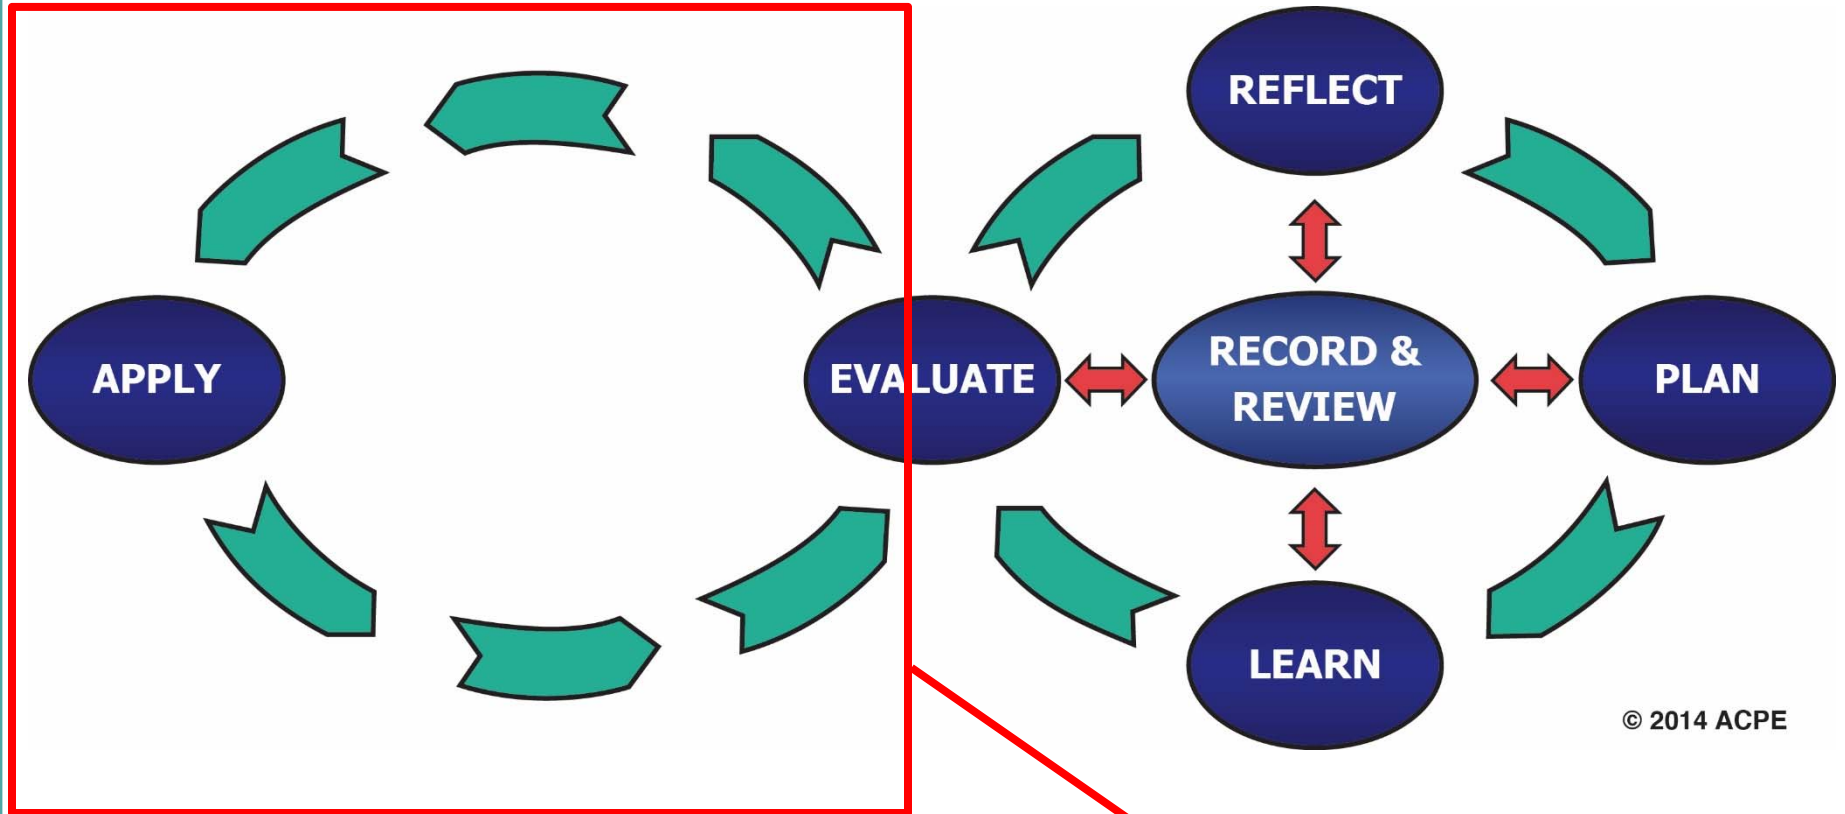 REFLECT
APPLY
EVALUATE
RECORD &
REVIEW
PLAN
LEARN
© 2014 ACPE